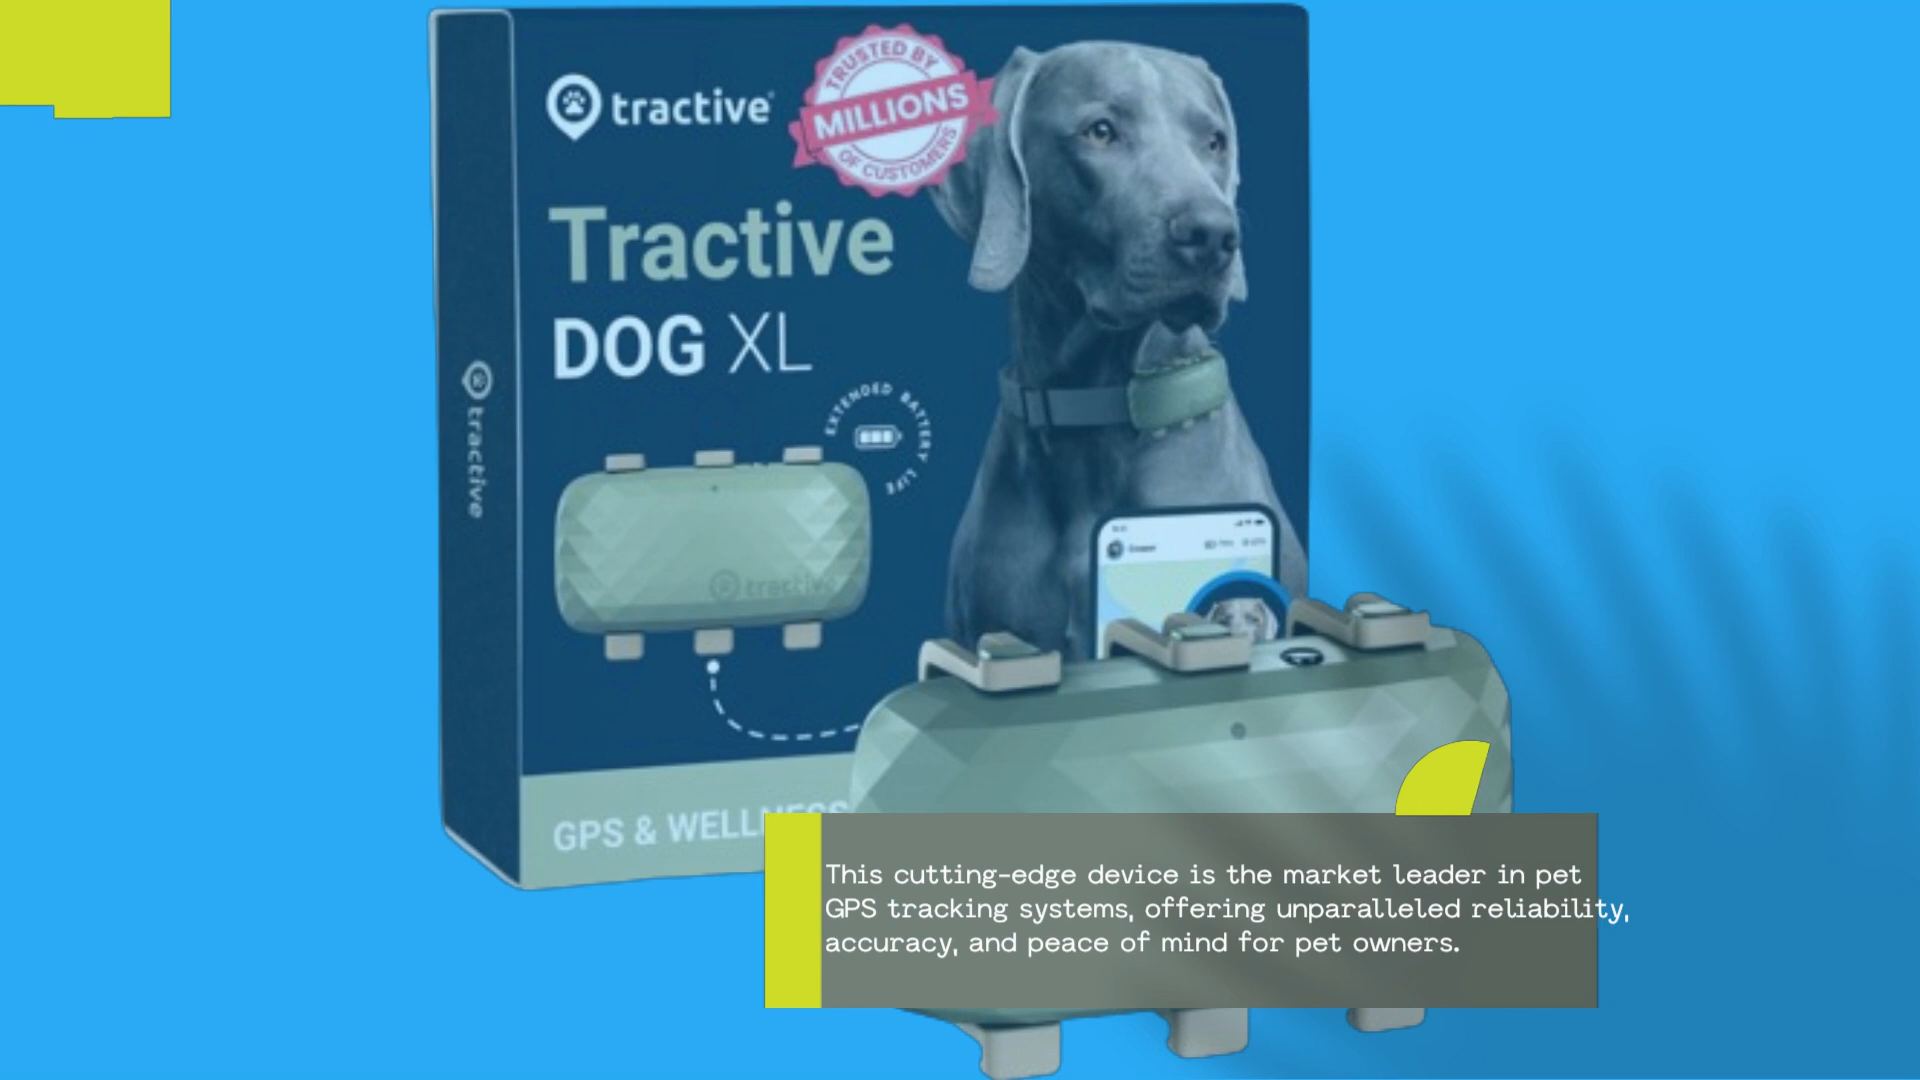 tractive
TRUSTED BY
MILLIONS
OF CUSTOMERS
Tractive
DOG XL
EXTENDED BATTERY LIFE
tractive
tractive
GPS & WELLNESS
This cutting-edge device is the market leader in pet
GPS tracking systems, offering unparalleled reliability,
accuracy, and peace of mind for pet owners.